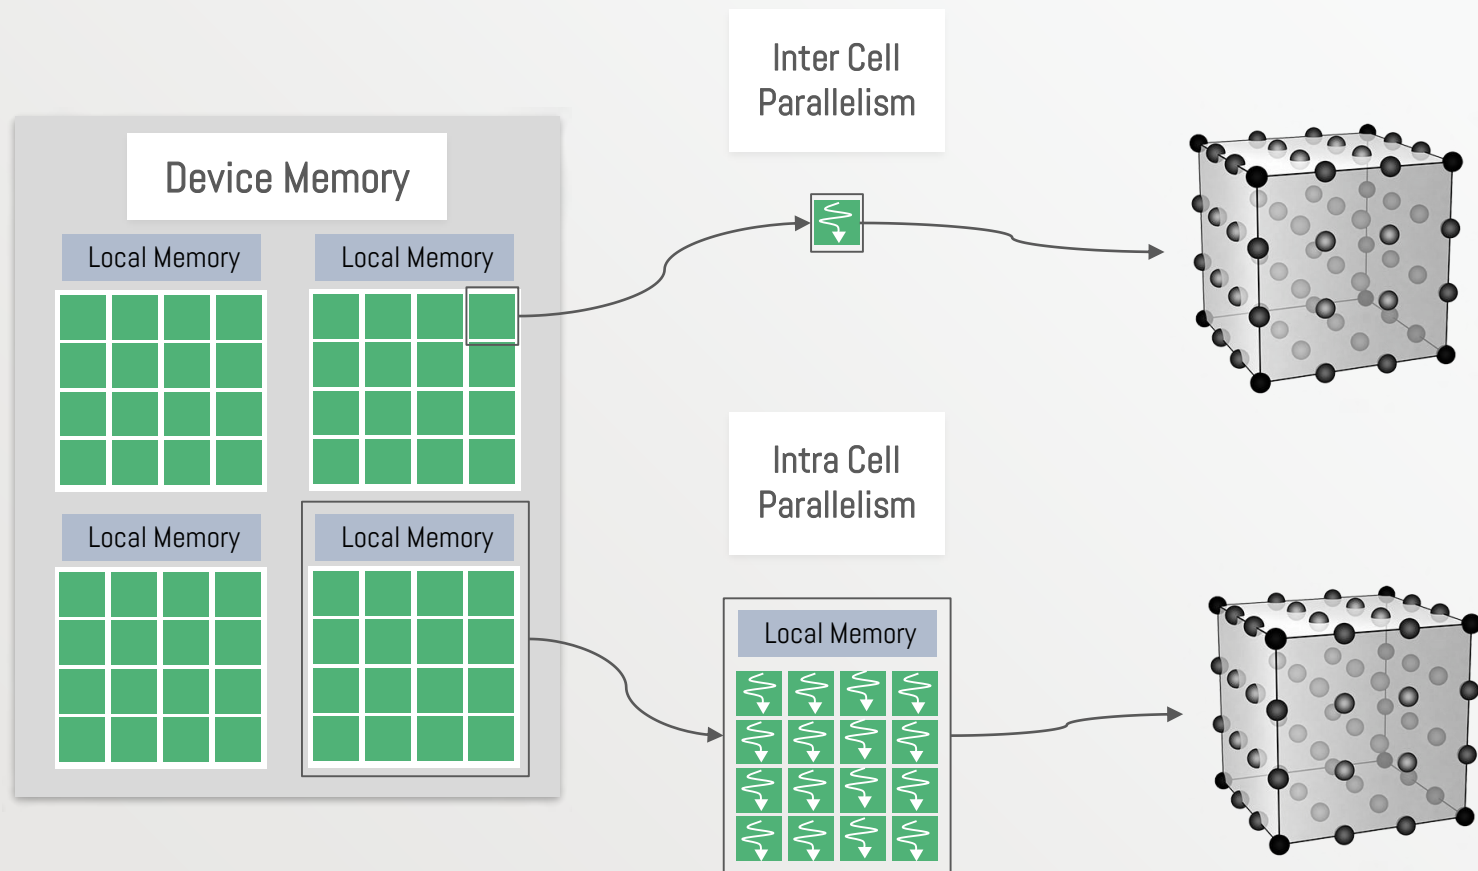 Inter Cell
Parallelism
Device Memory
Local Memory
Local Memory
Local Memory
Local Memory
Intra Cell
Parallelism
Local Memory